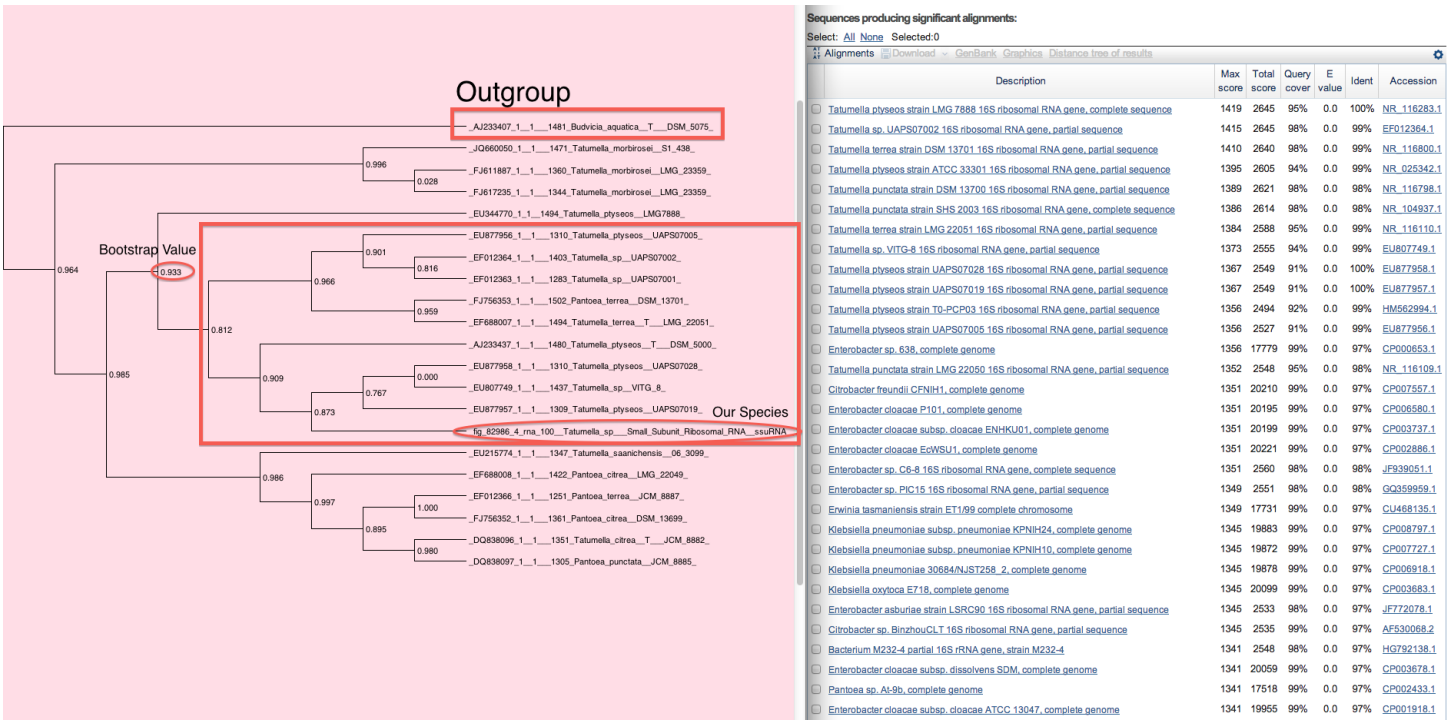 Outgroup
_AJ233407_1__1___1481_Budvicia_aquatica__T___DSM_5075_
_JQ660050_1__1___1471_Tatumella_morbirosei__S1_438_
0.996
_FJ611887_1__1___1360_Tatumella_morbirosei__LMG_23359_
0.028
_FJ617235_1__1___1344_Tatumella_morbirosei__LMG_23359_
_EU344770_1_1__1494_Tatumella_ptyseos__LMG7888_
_EU877956_1__1___1310_Tatumella_ptyseos__UAPS07005_
Bootstrap Value
0.901
_EF012364_1__1___1403_Tatumella_sp__UAPS07002_
0.964
0.933
0.816
_EF012363_1__1___1283_Tatumella_sp__UAPS07001_
0.966
_FJ756353_1__1___1502_Pantoea_terrea__DSM_13701_
0.959
_EF688007_1__1___1494_Tatumella_terrea__T___LMG_22051_
0.812
_AJ233437_1__1___1480_Tatumella_ptyseos__T___DSM_5000_
_EU877958_1__1___1310_Tatumella_ptyseos__UAPS07028_
0.985
0.909
0.000
_EU807749_1__1___1437_Tatumella_sp__VITG_8_
0.767
_EU877957_1__1___1309_Tatumella_ptyseos__UAPS07019_
Our Species
0.873
fig_82986_4_rna_100__Tatumella_sp___Small_Subunit_Ribosomal_RNA__ssuRNA_
_EU215774_1__1___1347_Tatumella_saanichensis__06_3099_
0.986
_EF688008_1__1___1422_Pantoea_citrea__LMG_22049_
_EF012366_1__1___1251_Pantoea_terrea__JCM_8887_
0.997
1.000
_FJ756352_1__1___1361_Pantoea_citrea__DSM_13699_
0.895
_DQ838096_1__1___1351_Tatumella_citrea__T___JCM_8882_
0.980
_DQ838097_1__1___1305_Pantoea_punctata__JCM_8885_
Sequences producing significant alignments:
Select: All None Selected:0
Alignments Download GenBank Graphics Distance tree of results
Description Max score Total score Query cover E value Ident Accession
Tatumella ptyseos strain LMG 7888 16S ribosomal RNA gene, complete sequence 1419 2645 95% 0.0 100% NR_116283.1
Tatumella sp. UAPS07002 16S ribosomal RNA gene, partial sequence 1415 2645 98% 0.0 99% EF012364.1
Tatumella terrea strain DSM 13701 16S ribosomal RNA gene, partial sequence 1410 2640 98% 0.0 99% NR_116800.1
Tatumella ptyseos strain ATCC 33301 16S ribosomal RNA gene, partial sequence 1395 2605 94% 0.0 99% NR_025342.1
Tatumella punctata strain DSM 13700 16S ribosomal RNA gene, partial sequence 1389 2621 98% 0.0 98% NR_116798.1
Tatumella punctata strain SHS 2003 16S ribosomal RNA gene, complete sequence 1386 2614 98% 0.0 98% NR_104937.1
Tatumella terrea strain LMG 22051 16S ribosomal RNA gene, partial sequence 1384 2588 95% 0.0 99% NR_116110.1
Tatumella sp. VITG-8 16S ribosomal RNA gene, partial sequence 1373 2555 94% 0.0 99% EU807749.1
Tatumella ptyseos strain UAPS07028 16S ribosomal RNA gene, partial sequence 1367 2549 91% 0.0 100% EU877958.1
Tatumella ptyseos strain UAPS07019 16S ribosomal RNA gene, partial sequence 1367 2549 91% 0.0 100% EU877957.1
Tatumella ptyseos strain T0-PCP03 16S ribosomal RNA gene, partial sequence 1356 2494 92% 0.0 99% HM562994.1
Tatumella ptyseos strain UAPS07005 16S ribosomal RNA gene, partial sequence 1356 2527 91% 0.0 99% EU877956.1
Enterobacter sp. 638, complete genome 1356 17779 99% 0.0 97% CP000653.1
Tatumella punctata strain LMG 22050 16S ribosomal RNA gene, partial sequence 1352 2548 95% 0.0 98% NR_116109.1
Citrobacter freundii CFNIH1, complete genome 1351 20210 99% 0.0 97% CP007557.1
Enterobacter cloacae P101, complete genome 1351 20195 99% 0.0 97% CP006580.1
Enterobacter cloacae subsp. cloacae ENHKU01, complete genome 1351 20199 99% 0.0 97% CP003737.1
Enterobacter cloacae EcWSU1, complete genome 1351 20221 99% 0.0 97% CP002886.1
Enterobacter sp. C6-8 16S ribosomal RNA gene, complete sequence 1351 2560 98% 0.0 98% JF939051.1
Enterobacter sp. PIC15 16S ribosomal RNA gene, partial sequence 1349 2551 98% 0.0 98% GQ359959.1
Erwinia tasmaniensis strain ET1/99 complete chromosome 1349 17731 99% 0.0 97% CU468135.1
Klebsiella pneumoniae subsp. pneumoniae KPNIH24, complete genome 1345 19883 99% 0.0 97% CP008797.1
Klebsiella pneumoniae subsp. pneumoniae KPNIH10, complete genome 1345 19872 99% 0.0 97% CP007727.1
Klebsiella pneumoniae 30684/NJST258_2, complete genome 1345 19878 99% 0.0 97% CP006918.1
Klebsiella oxytoca E718, complete genome 1345 20099 99% 0.0 97% CP003683.1
Enterobacter asburiae strain LSRC90 16S ribosomal RNA gene, partial sequence 1345 2533 98% 0.0 97% JF772078.1
Citrobacter sp. BinzhouCLT 16S ribosomal RNA gene, partial sequence 1345 2535 99% 0.0 97% AF530068.2
Bacterium M232-4 partial 16S rRNA gene, strain M232-4 1341 2548 98% 0.0 97% HG792138.1
Enterobacter cloacae subsp. dissolvens SDM, complete genome 1341 20059 99% 0.0 97% CP003678.1
Pantoea sp. At-9b, complete genome 1341 17518 99% 0.0 97% CP002433.1
Enterobacter cloacae subsp. cloacae ATCC 13047, complete genome 1341 19955 99% 0.0 97% CP001918.1